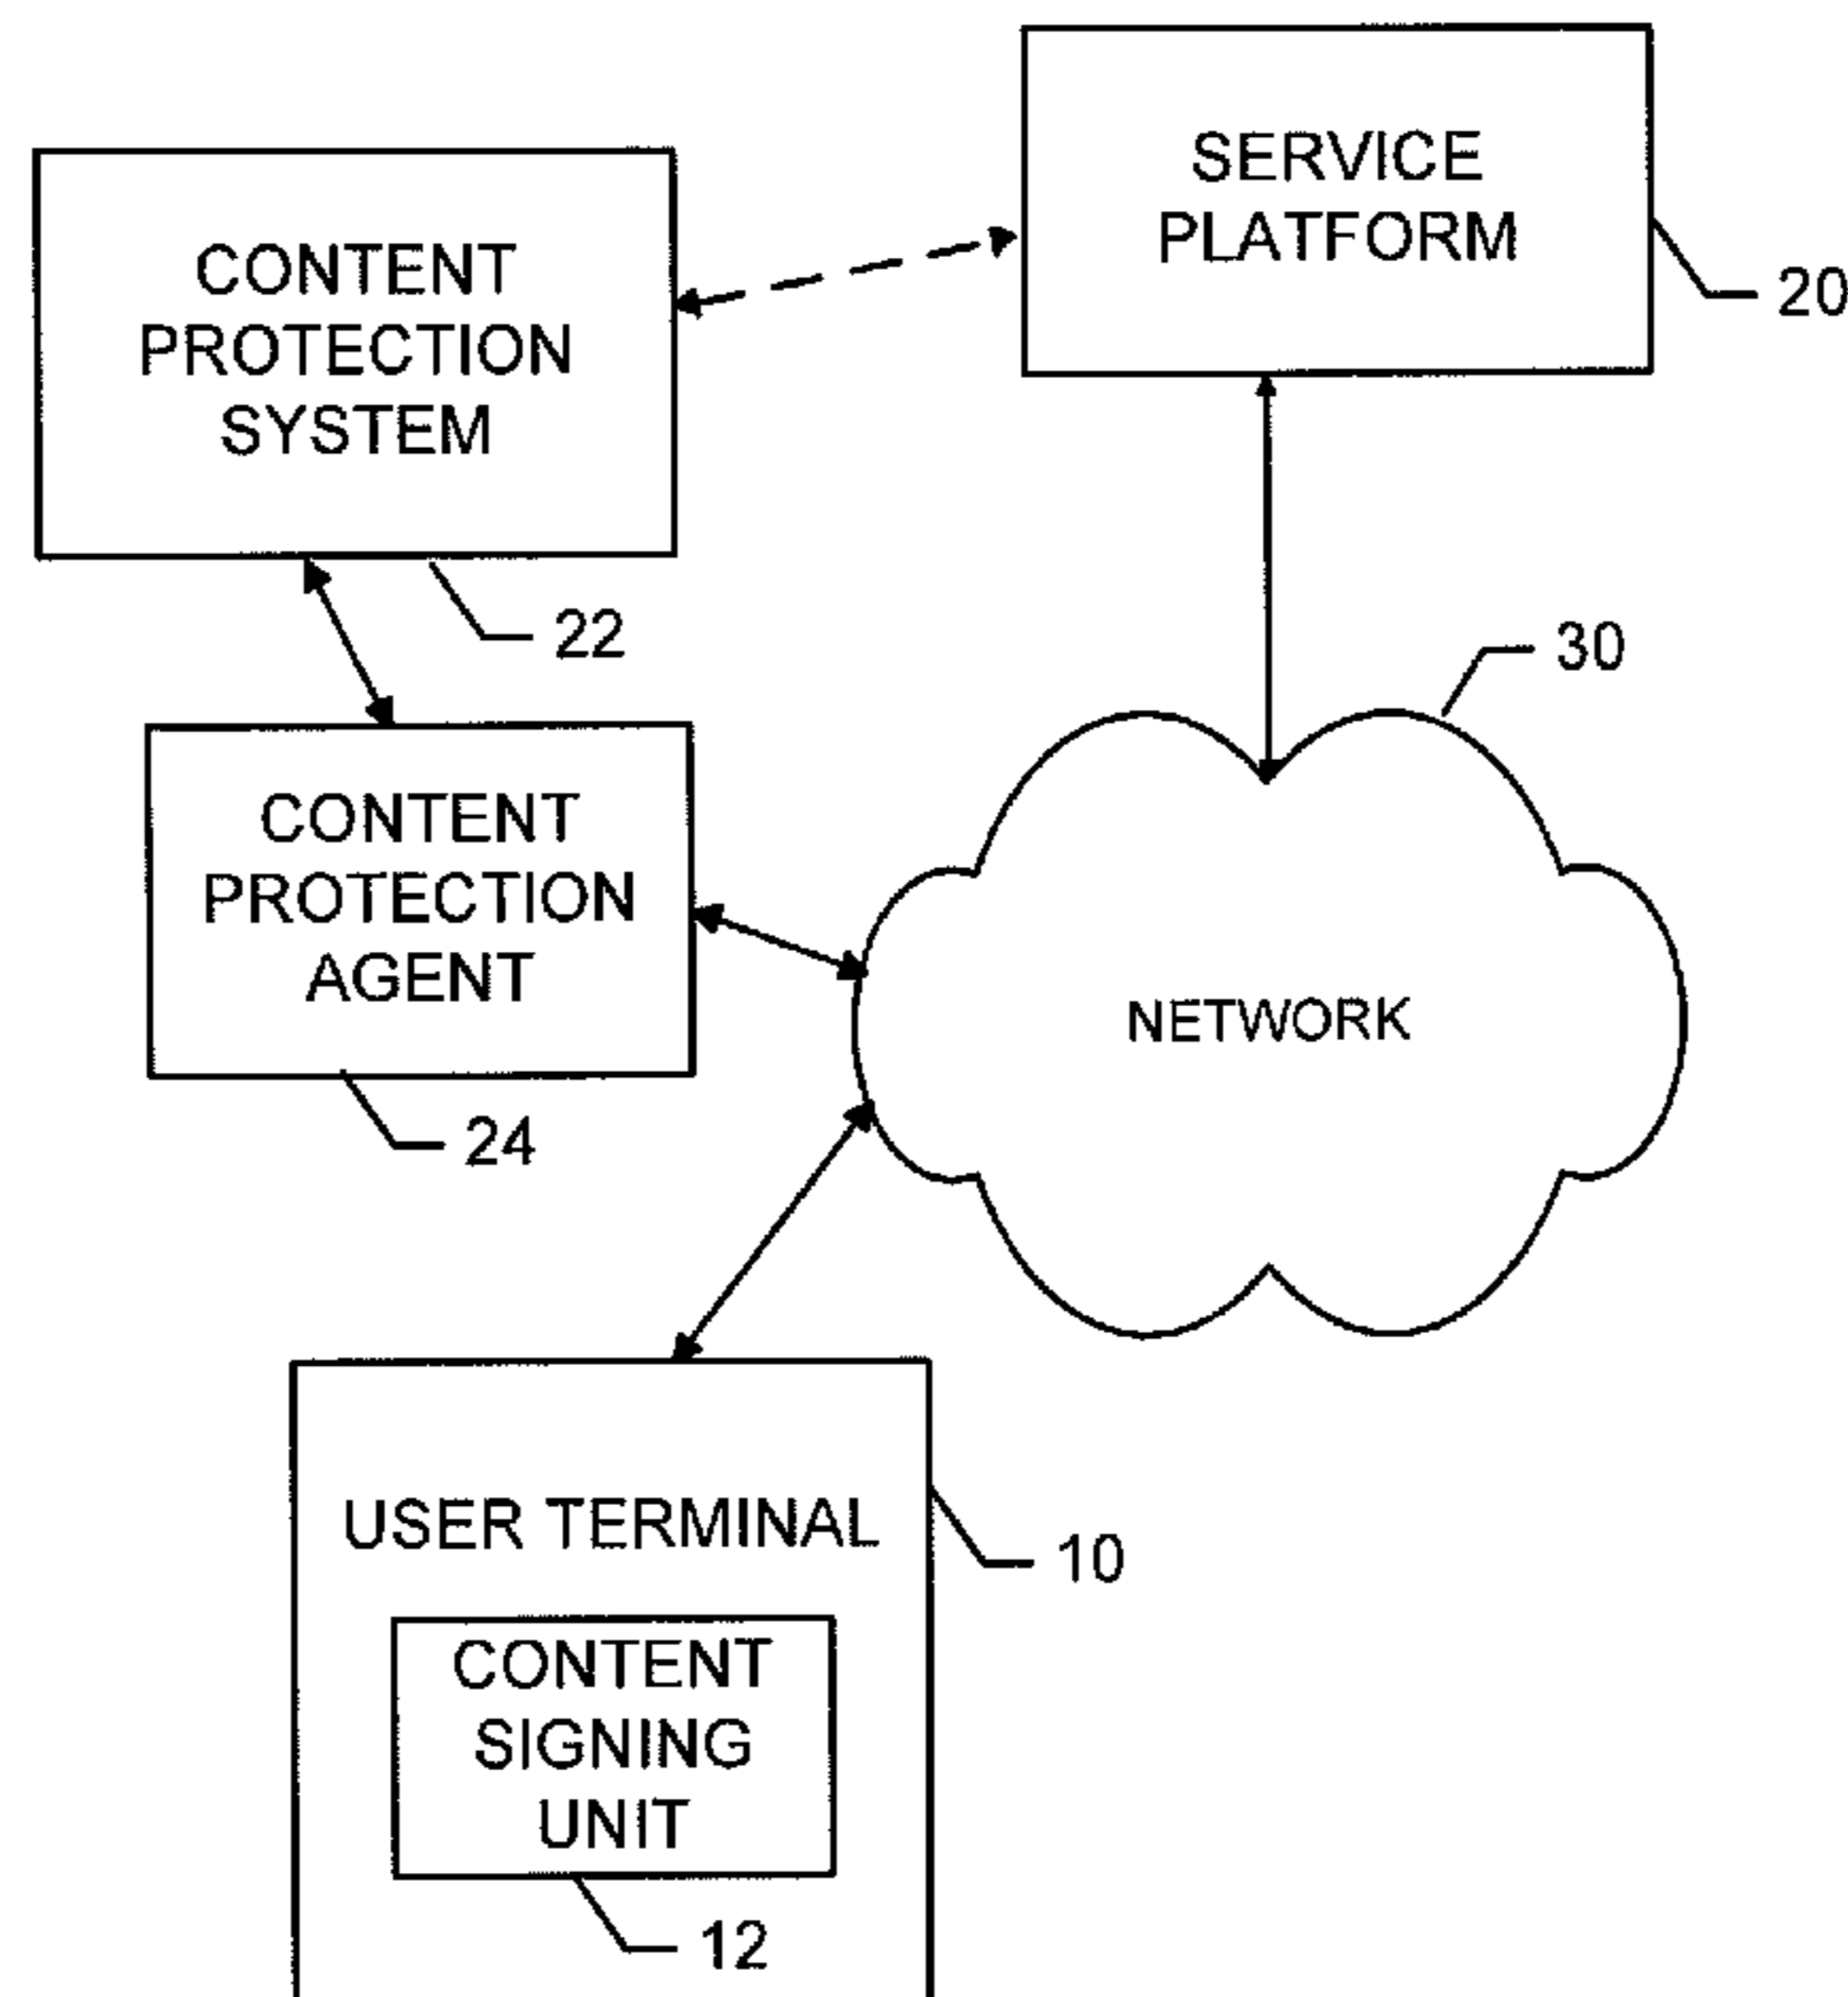 SERVICE
PLATFORM
20
CONTENT
PROTECTION
SYSTEM
22
30
CONTENT
PROTECTION
AGENT
24
NETWORK
USER TERMINAL
10
CONTENT
SIGNING
UNIT
12